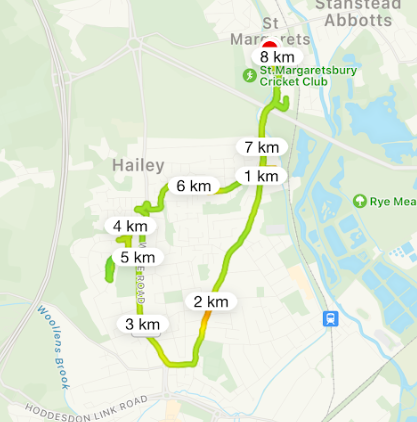 Stanstead
Abbotts
St
Margarets
8 km
St Margaretsbury
Cricket Club
7 km
Hailey
1 km
6 km
Rye Mea
4 km
5 km
2 km
3 km
Woollens Brook
HODDESDON LINK ROAD